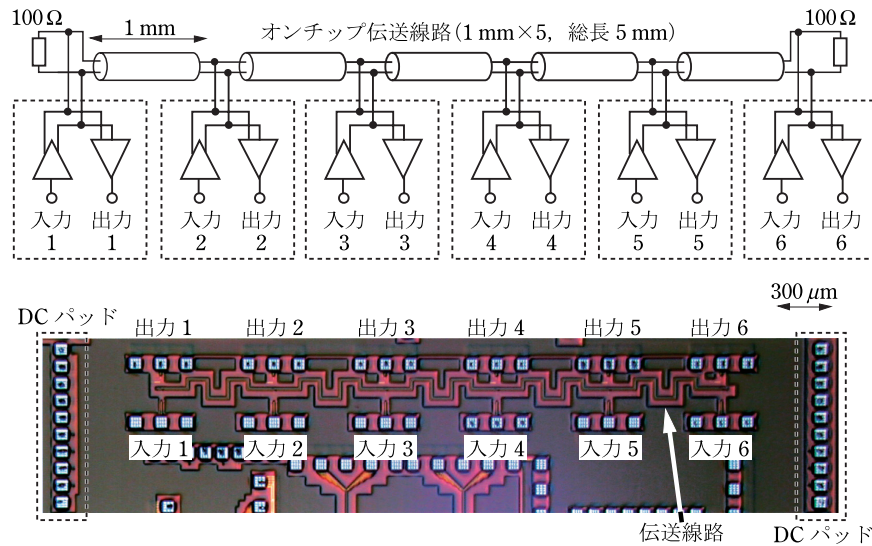 100 Ω
1 mm
オンチップ伝送線路(1 mm×5, 総長 5 mm)
100 Ω
入力 出力 入力 出力 入力 出力 入力 出力 入力 出力 入力 出力
1 1 2 2 3 3 4 4 5 5 6 6
300 μm
DC パッド
出力 1 出力 2 出力 3 出力 4 出力 5 出力 6
入力 1 入力 2 入力 3 入力 4 入力 5 入力 6
伝送線路
DC パッド